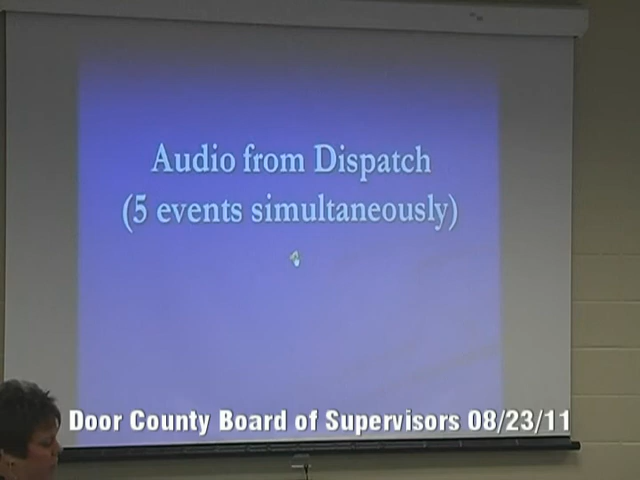 Audio from Dispatch
(5 events simultaneously)
Door County Board of Supervisors 08/23/11